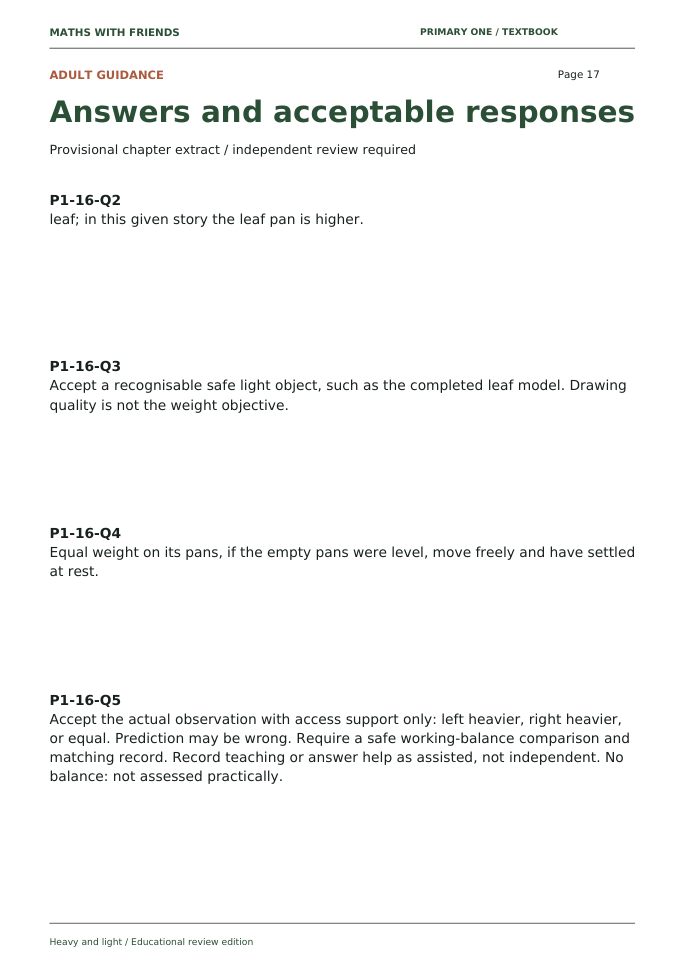 MATHS WITH FRIENDS
PRIMARY ONE / TEXTBOOK
ADULT GUIDANCE
Page 17
Answers and acceptable responses
Provisional chapter extract / independent review required
P1-16-Q2
leaf; in this given story the leaf pan is higher.
P1-16-Q3
Accept a recognisable safe light object, such as the completed leaf model. Drawing
quality is not the weight objective.
P1-16-Q4
Equal weight on its pans, if the empty pans were level, move freely and have settled
at rest.
P1-16-Q5
Accept the actual observation with access support only: left heavier, right heavier,
or equal. Prediction may be wrong. Require a safe working-balance comparison and
matching record. Record teaching or answer help as assisted, not independent. No
balance: not assessed practically.
Heavy and light / Educational review edition